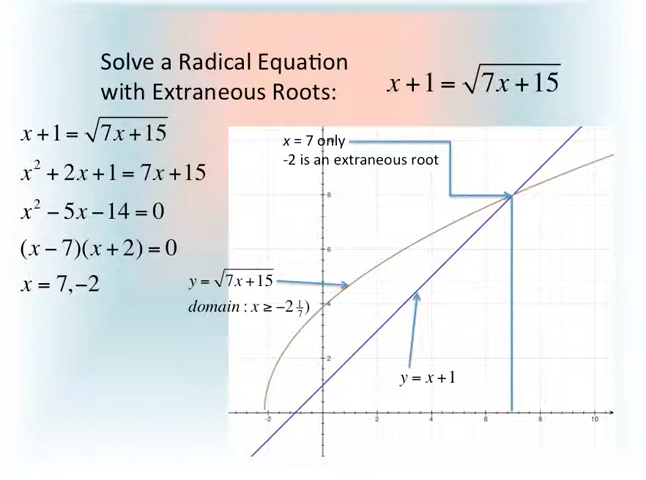 Solve a Radical Equation
with Extraneous Roots:
x + 1 = √7x + 15
x + 1 = √7x + 15
x² + 2x + 1 = 7x + 15
x² − 5x − 14 = 0
(x − 7)(x + 2) = 0
x = 7, −2
x = 7 only
-2 is an extraneous root
y = √7x + 15
domain : x ≥ −2 1/7)
y = x + 1
8
6
4
2
-2
2
4
6
8
10